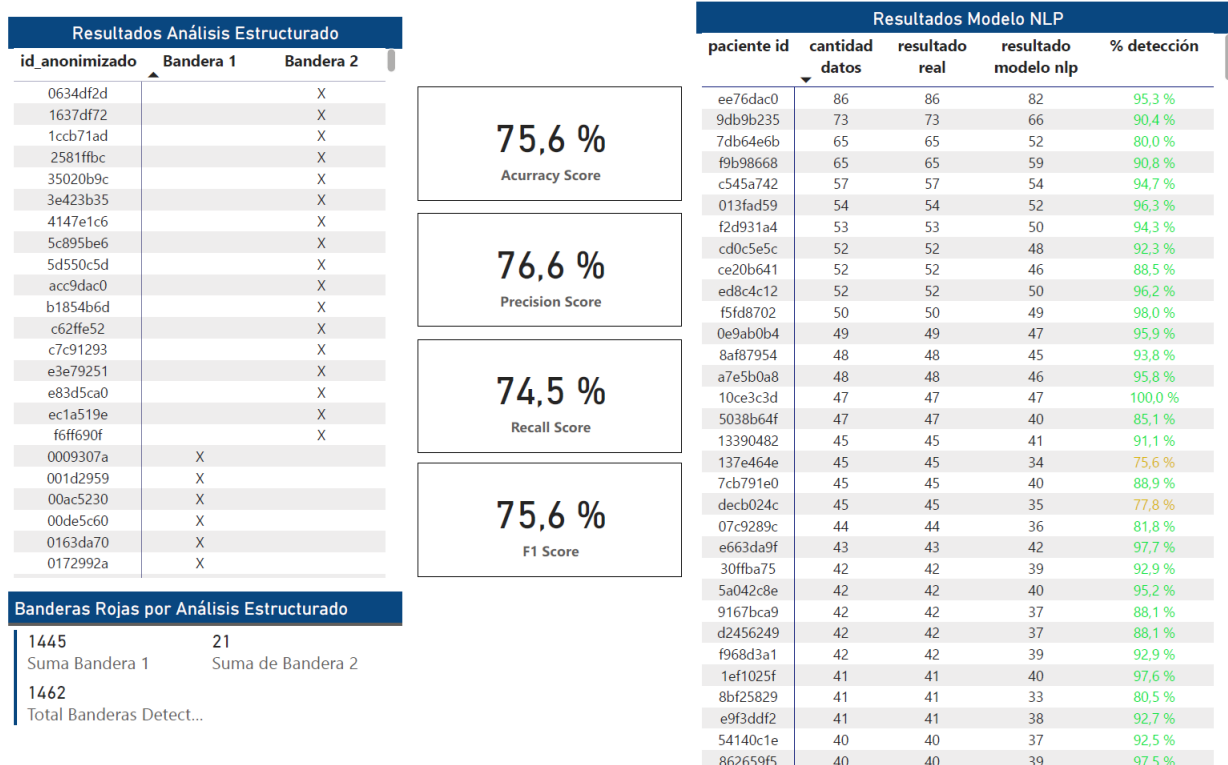 Resultados Análisis Estructurado
id_anonimizado Bandera 1 Bandera 2
0634df2d X
1637df72 X
1ccb71ad X
2581ffbc X
35020b9c X
3e423b35 X
4147e1c6 X
5c895be6 X
5d550c5d X
acc9dac0 X
b1854b6d X
c62ffe52 X
c7c91293 X
e3e79251 X
e83d5ca0 X
ec1a519e X
f6ff690f X
0009307a X
001d2959 X
00ac5230 X
00de5c60 X
0163da70 X
0172992a X
Banderas Rojas por Análisis Estructurado
1445 21
Suma Bandera 1 Suma de Bandera 2
1462
Total Banderas Detect...
75,6 %
Acurracy Score
76,6 %
Precision Score
74,5 %
Recall Score
75,6 %
F1 Score
Resultados Modelo NLP
paciente id cantidad resultado resultado % detección
datos real modelo nlp
ee76dac0 86 86 82 95,3 %
9db9b235 73 73 66 90,4 %
7db64e6b 65 65 52 80,0 %
f9b98668 65 65 59 90,8 %
c545a742 57 57 54 94,7 %
013fad59 54 54 52 96,3 %
f2d931a4 53 53 50 94,3 %
cd0c5e5c 52 52 48 92,3 %
ce20b641 52 52 46 88,5 %
ed8c4c12 52 52 50 96,2 %
f5fd8702 50 50 49 98,0 %
0e9ab0b4 49 49 47 95,9 %
8af87954 48 48 45 93,8 %
a7e5b0a8 48 48 46 95,8 %
10ce3c3d 47 47 47 100,0 %
5038b64f 47 47 40 85,1 %
13390482 45 45 41 91,1 %
137e464e 45 45 34 75,6 %
7cb791e0 45 45 40 88,9 %
decb024c 45 45 35 77,8 %
07c9289c 44 44 36 81,8 %
e663da9f 43 43 42 97,7 %
30ffba75 42 42 39 92,9 %
5a042c8e 42 42 40 95,2 %
9167bca9 42 42 37 88,1 %
d2456249 42 42 37 88,1 %
f968d3a1 42 42 39 92,9 %
1ef1025f 41 41 40 97,6 %
8bf25829 41 41 33 80,5 %
e9f3ddf2 41 41 38 92,7 %
54140c1e 40 40 37 92,5 %
862659f5 40 40 39 97,5 %